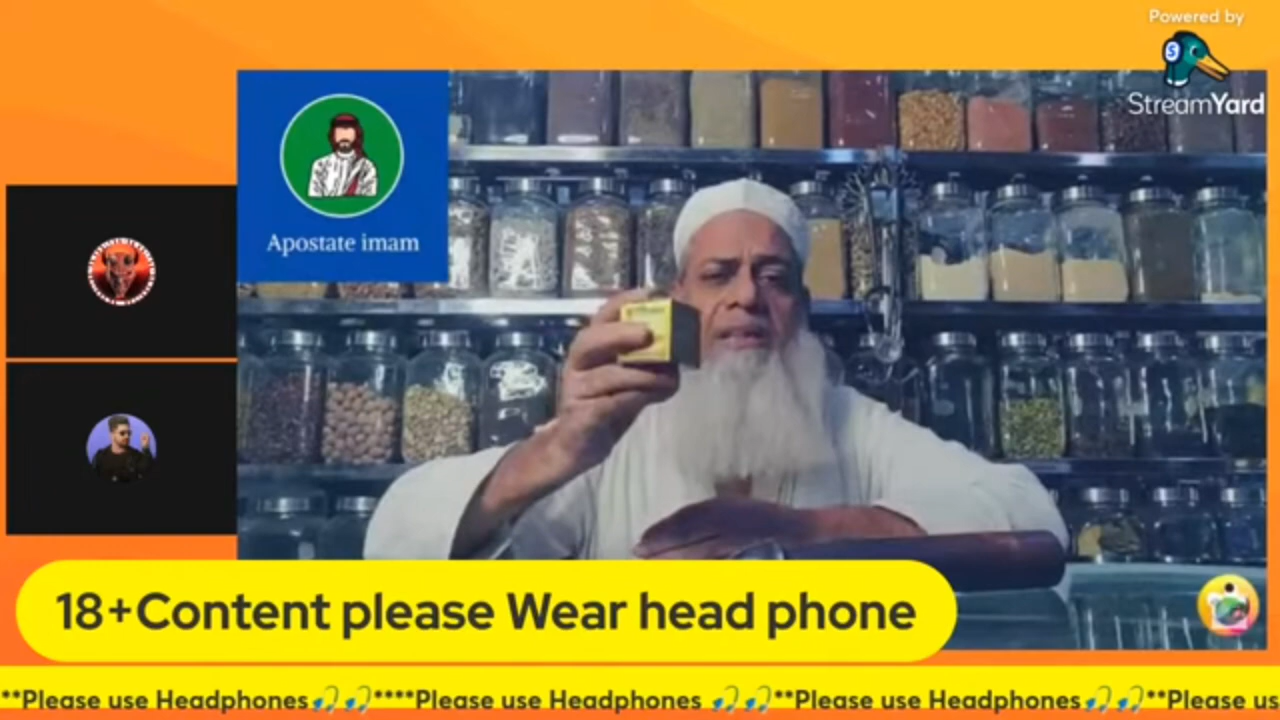 Powered by
StreamYard
Apostate imam
18+Content please Wear head phone
**Please use Headphones🎧🎧****Please use Headphones 🎧🎧**Please use Headphones🎧🎧**Please us